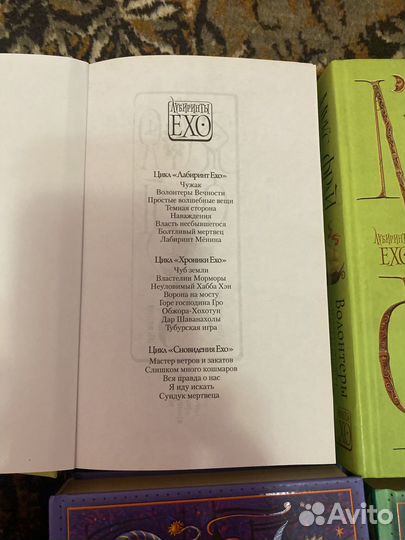 ЛАБИРИНТЫ
ЕХО
Цикл «Лабиринт Ехо»
Чужак
Волонтеры Вечности
Простые волшебные вещи
Темная сторона
Наваждения
Власть несбывшегося
Болтливый мертвец
Лабиринт Мёнина
Цикл «Хроники Ехо»
Чуб земли
Властелин Морморы
Неуловимый Хабба Хэн
Ворона на мосту
Горе господина Гро
Обжора-Хохотун
Дар Шаванахолы
Тубурская игра
Цикл «Сновидения Ехо»
Мастер ветров и закатов
Слишком много кошмаров
Вся правда о нас
Я иду искать
Сундук мертвеца
Макс Фрай
ЛАБИРИНТЫ
ЕХО
Волонтеры
Avito